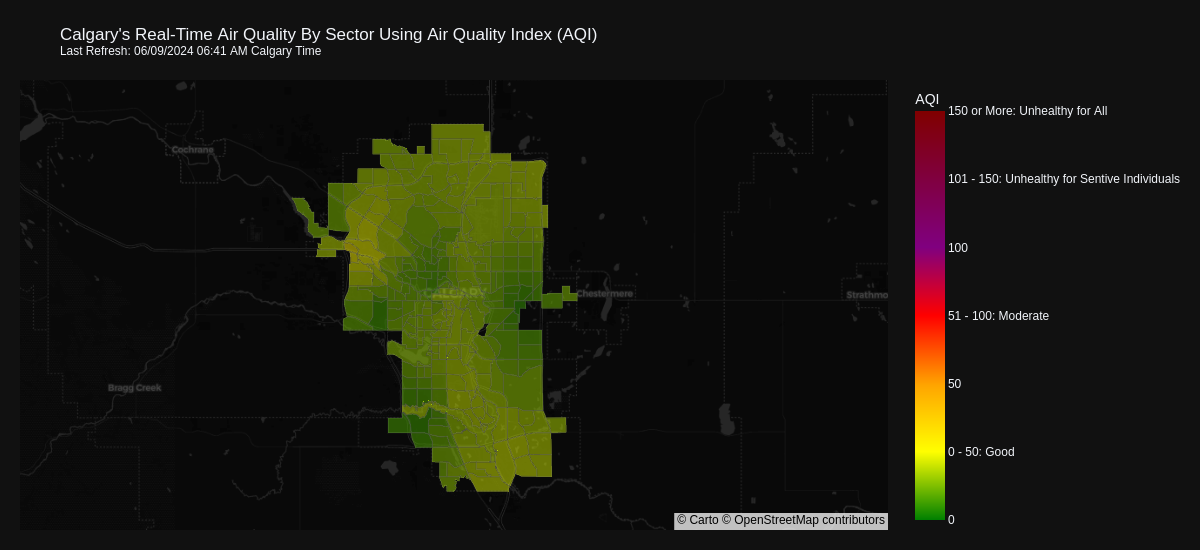 Calgary's Real-Time Air Quality By Sector Using Air Quality Index (AQI)
Last Refresh: 06/09/2024 06:41 AM Calgary Time
AQI
150 or More: Unhealthy for All
101 - 150: Unhealthy for Sentive Individuals
100
51 - 100: Moderate
50
0 - 50: Good
0
Cochrane
CALGARY
Chestermere
Strathmo
Bragg Creek
© Carto © OpenStreetMap contributors